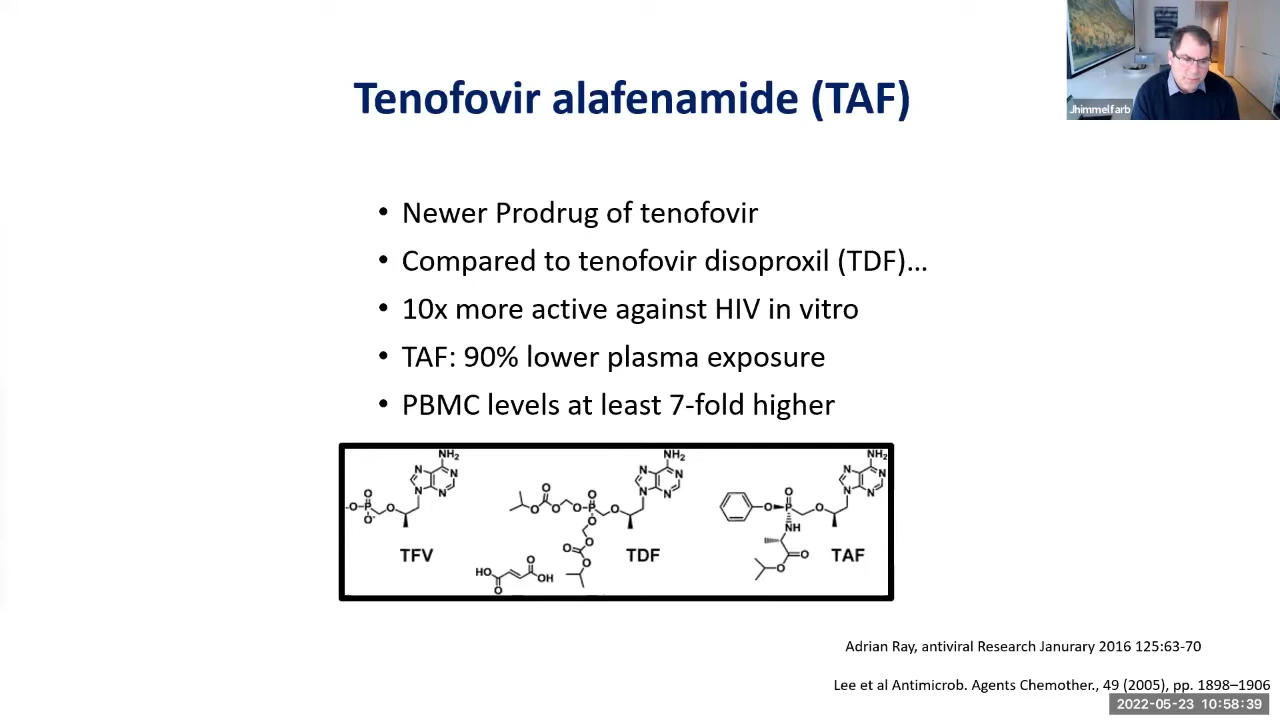 Jhimmelfarb
Tenofovir alafenamide (TAF)
• Newer Prodrug of tenofovir
• Compared to tenofovir disoproxil (TDF)...
• 10x more active against HIV in vitro
• TAF: 90% lower plasma exposure
• PBMC levels at least 7-fold higher
NH₂
N
N
N
N
O
-O-P
O-
O
TFV
NH₂
N
N
N
N
O
O
O
O
P
O
O
O
O
O
O
HO
O
O
OH
TDF
NH₂
N
N
N
N
O
O
P
O
NH
O
O
TAF
Adrian Ray, antiviral Research Janurary 2016 125:63-70
Lee et al Antimicrob. Agents Chemother., 49 (2005), pp. 1898–1906
2022-05-23 10:58:39